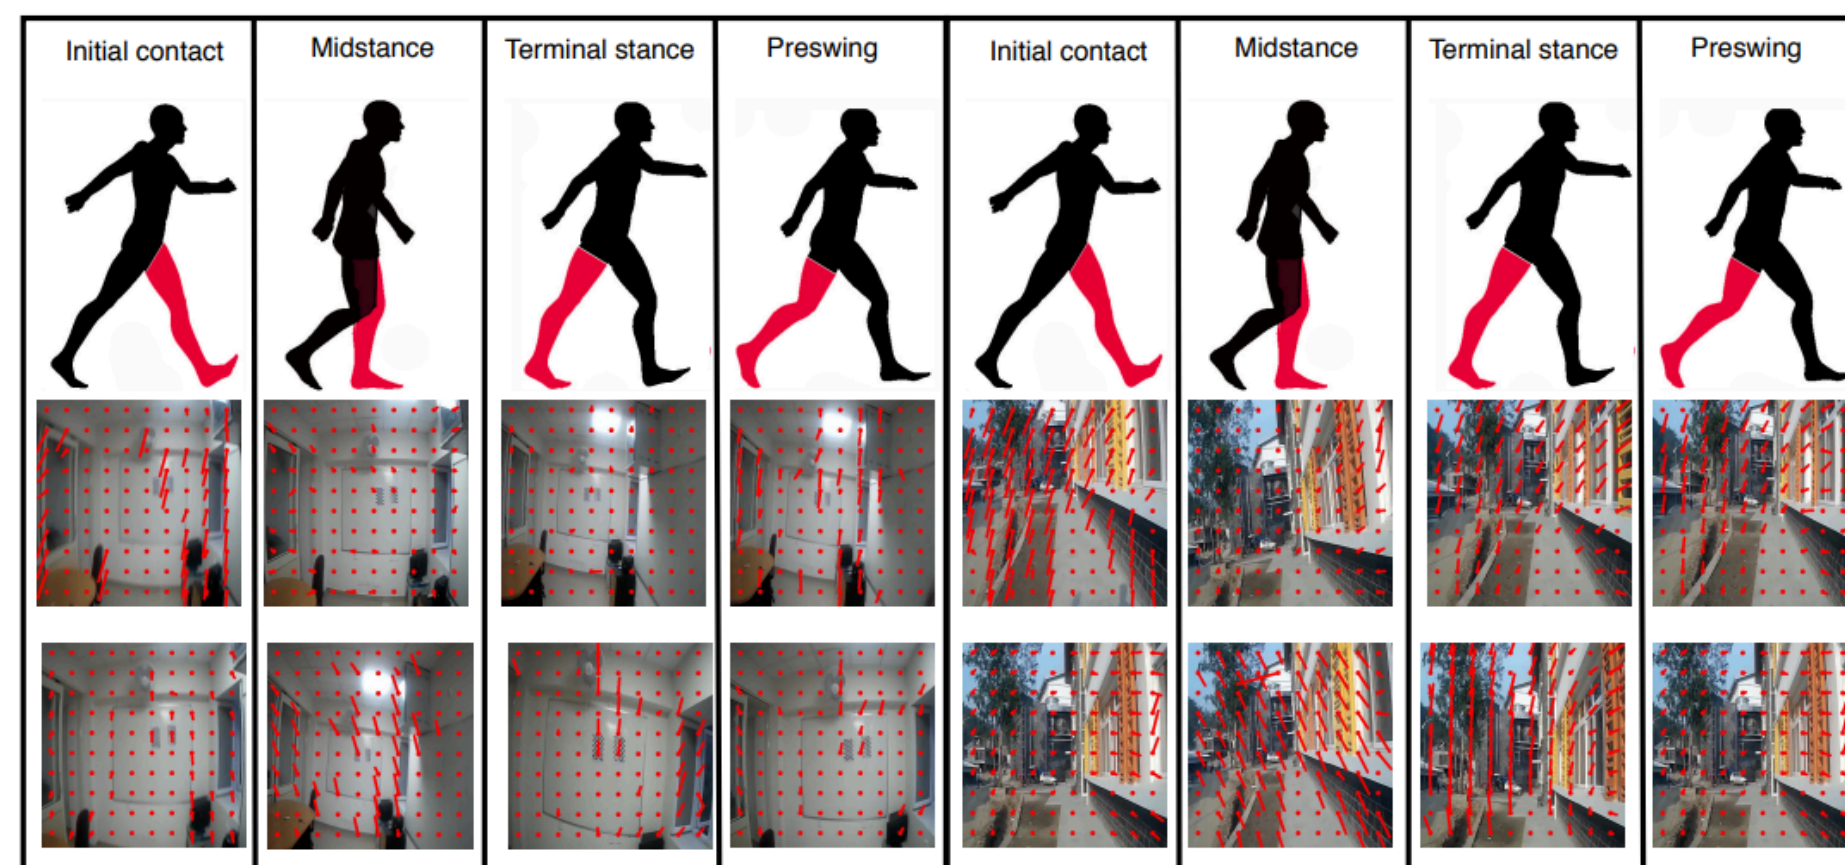 Initial contact
Midstance
Terminal stance
Preswing
Initial contact
Midstance
Terminal stance
Preswing